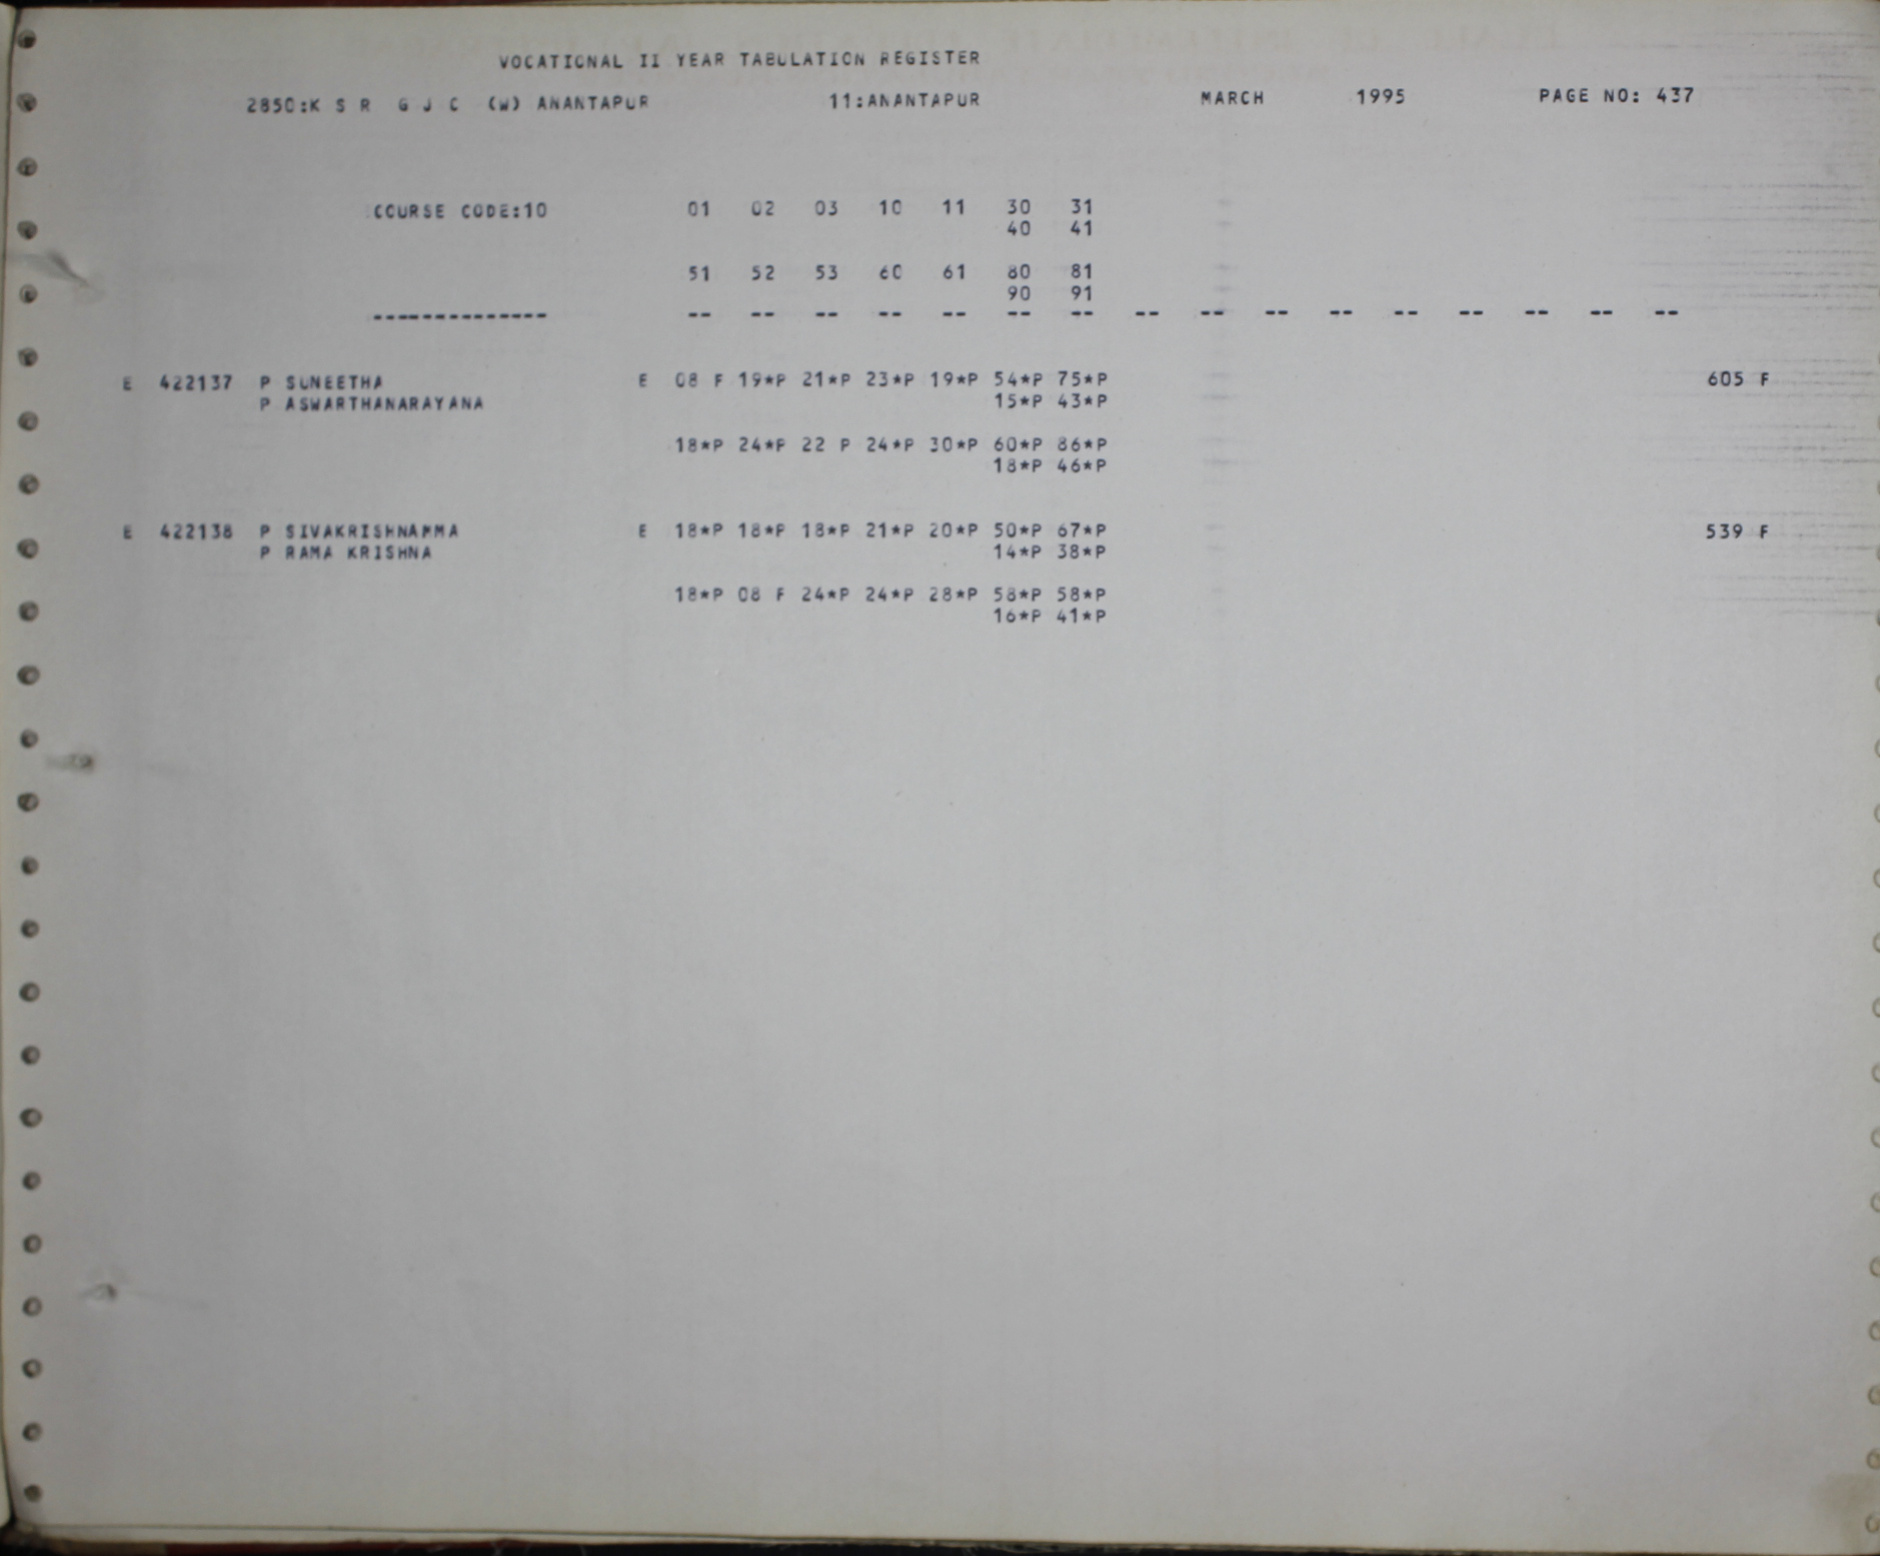 VOCATIONAL II YEAR TABULATION REGISTER
2850:K S R G J C (W) ANANTAPUR 11:ANANTAPUR MARCH 1995 PAGE NO: 437
COURSE CODE:10 01 02 03 10 11 30 31
40 41
51 52 53 60 61 80 81
90 91
-------------- -- -- -- -- -- -- -- -- -- -- -- -- -- -- -- --
E 422137 P SUNEETHA E 08 F 19*P 21*P 23*P 19*P 54*P 75*P 605 F
P ASWARTHANARAYANA 15*P 43*P
18*P 24*P 22 P 24*P 30*P 60*P 86*P
18*P 46*P
E 422138 P SIVAKRISHNAMMA E 18*P 18*P 18*P 21*P 20*P 50*P 67*P 539 F
P RAMA KRISHNA 14*P 38*P
18*P 08 F 24*P 24*P 28*P 58*P 58*P
16*P 41*P